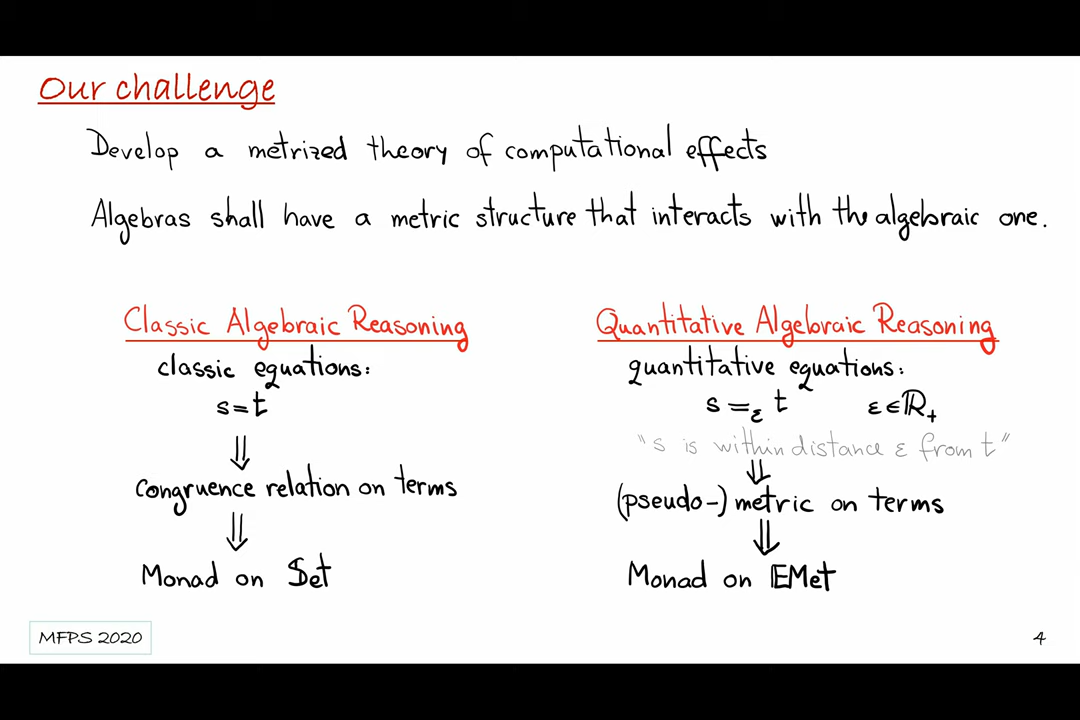 Our challenge
Develop a metrized theory of computational effects
Algebras shall have a metric structure that interacts with the algebraic one.
Classic Algebraic Reasoning
classic equations:
s = t
⇓
Congruence relation on terms
⇓
Monad on Set
Quantitative Algebraic Reasoning
quantitative equations:
s =ε t ε ∈ ℝ₊
"s is within distance ε from t"
⇓
(pseudo-) metric on terms
⇓
Monad on EMet
MFPS 2020
4